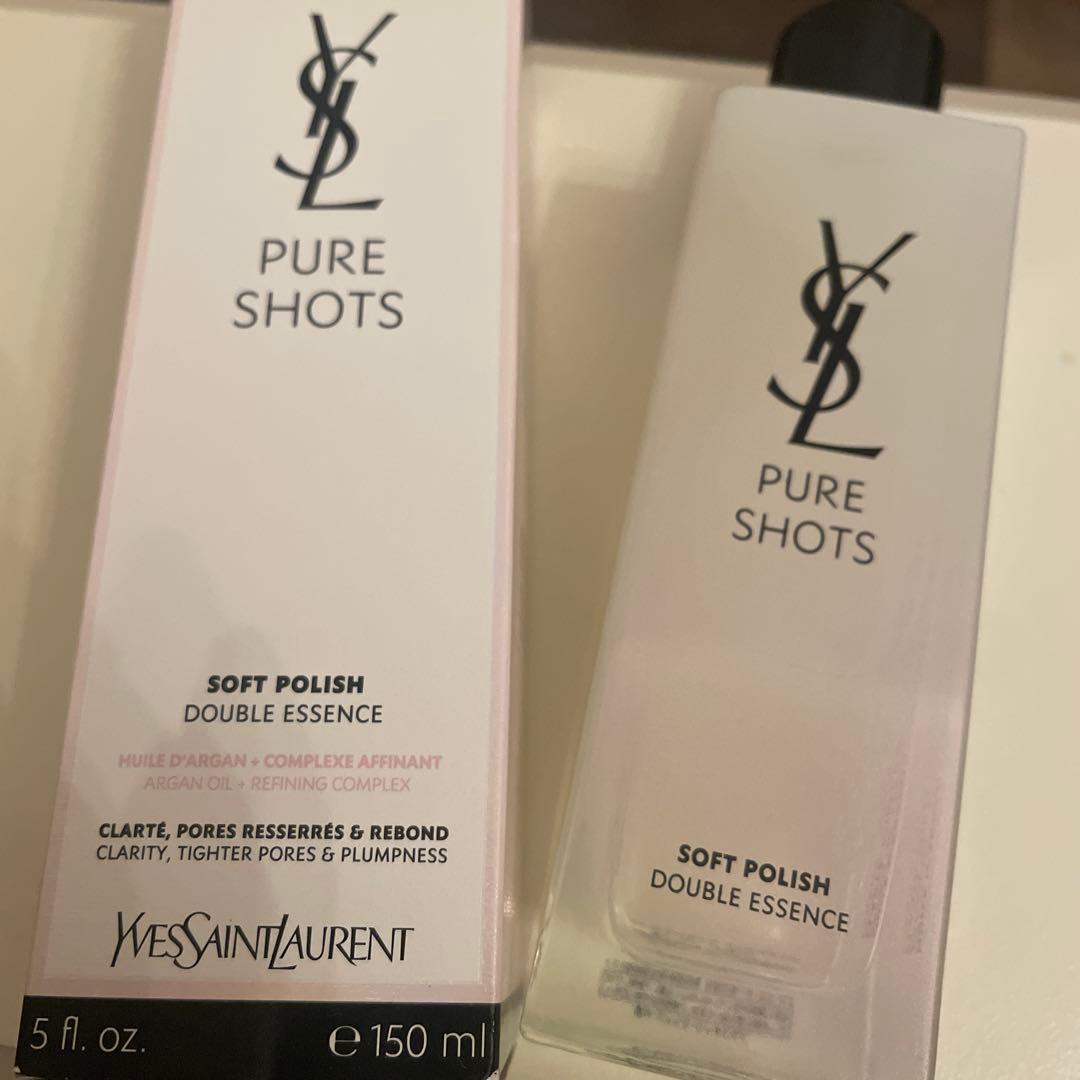 YSL
PURE
SHOTS
SOFT POLISH
DOUBLE ESSENCE
HUILE D'ARGAN + COMPLEXE AFFINANT
ARGAN OIL + REFINING COMPLEX
CLARTÉ, PORES RESSERRÉS & REBOND
CLARITY, TIGHTER PORES & PLUMPNESS
YVESSAINTLAURENT
5 fl. oz. e 150 ml
YSL
PURE
SHOTS
SOFT POLISH
DOUBLE ESSENCE